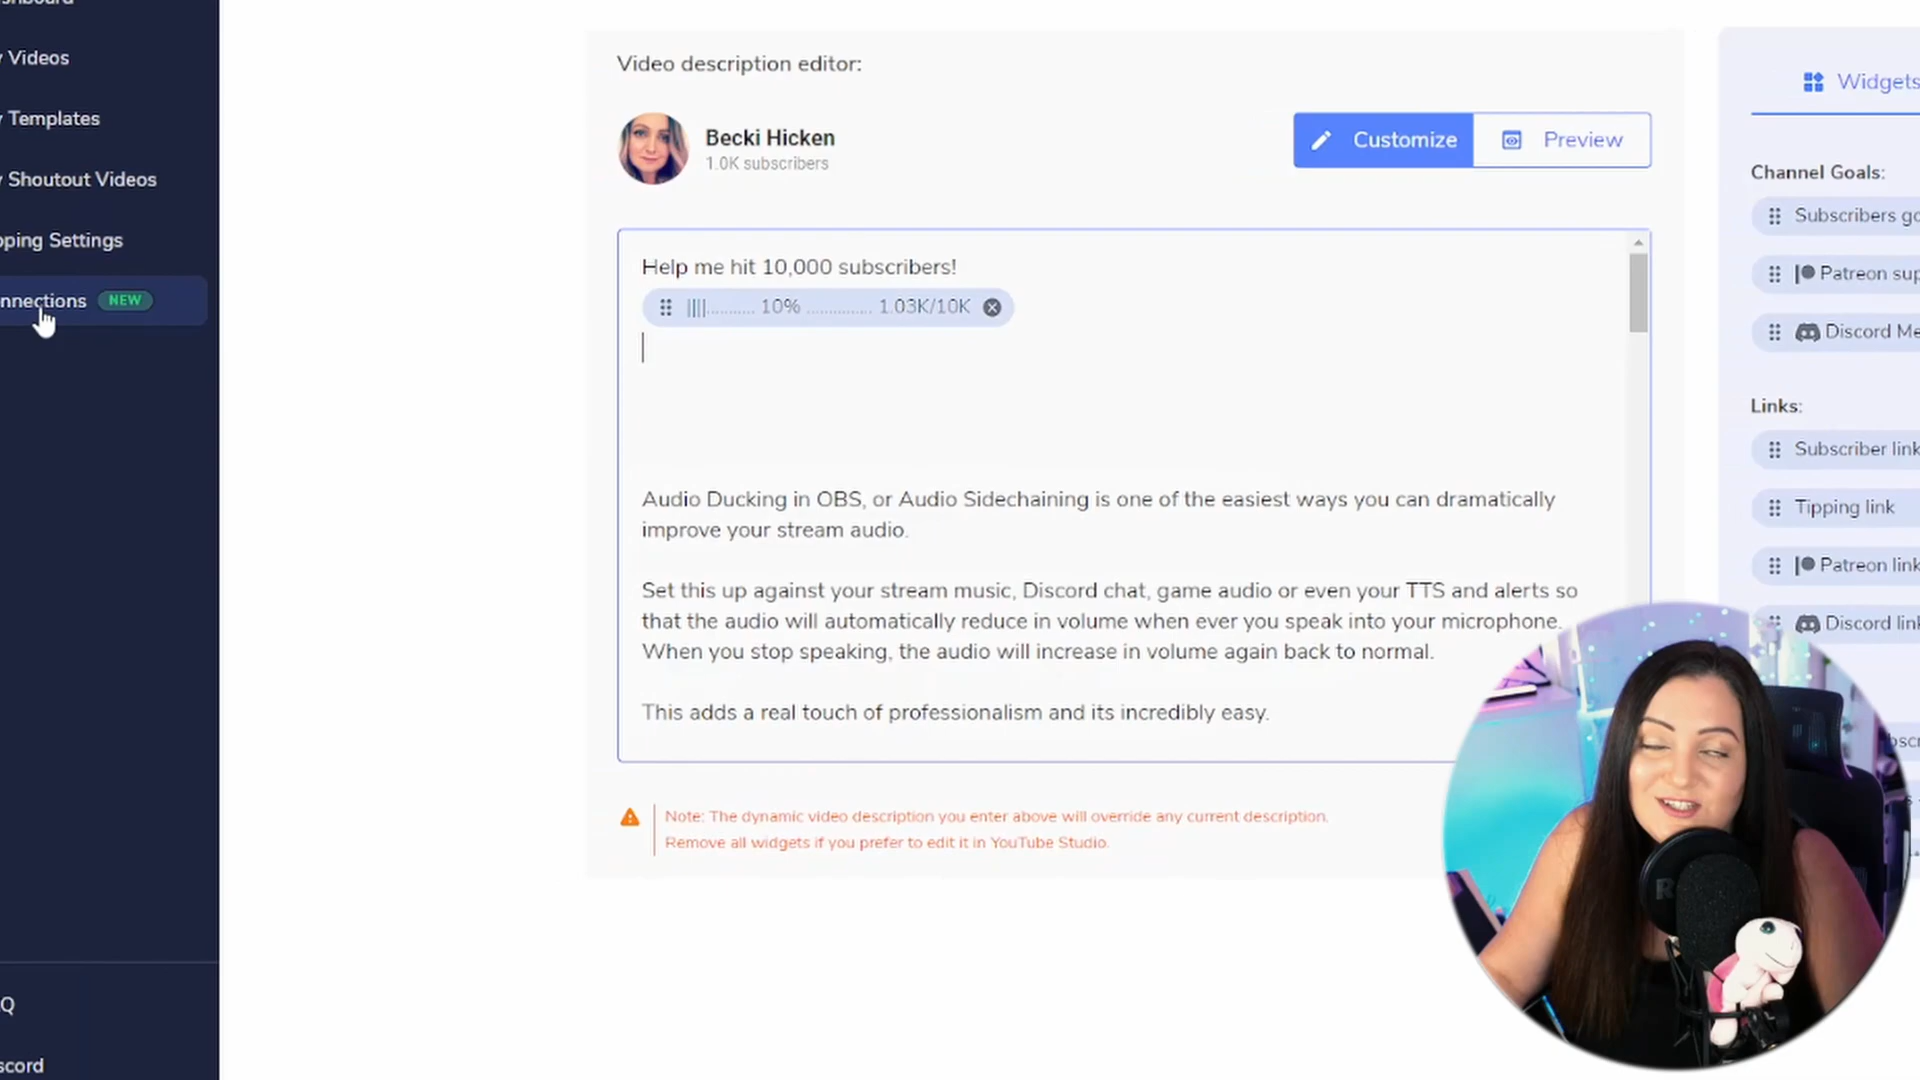 shboard
Videos
Templates
Shoutout Videos
pping Settings
nnections NEW
Q
scord
Video description editor:
Becki Hicken
1.0K subscribers
Customize
Preview
Help me hit 10,000 subscribers!
||||.......... 10% .............. 1.03K/10K
Audio Ducking in OBS, or Audio Sidechaining is one of the easiest ways you can dramatically
improve your stream audio.
Set this up against your stream music, Discord chat, game audio or even your TTS and alerts so
that the audio will automatically reduce in volume when ever you speak into your microphone.
When you stop speaking, the audio will increase in volume again back to normal.
This adds a real touch of professionalism and its incredibly easy.
Note: The dynamic video description you enter above will override any current description.
Remove all widgets if you prefer to edit it in YouTube Studio.
Widgets
Channel Goals:
Subscribers go
Patreon sup
Discord Me
Links:
Subscriber link
Tipping link
Patreon link
Discord link